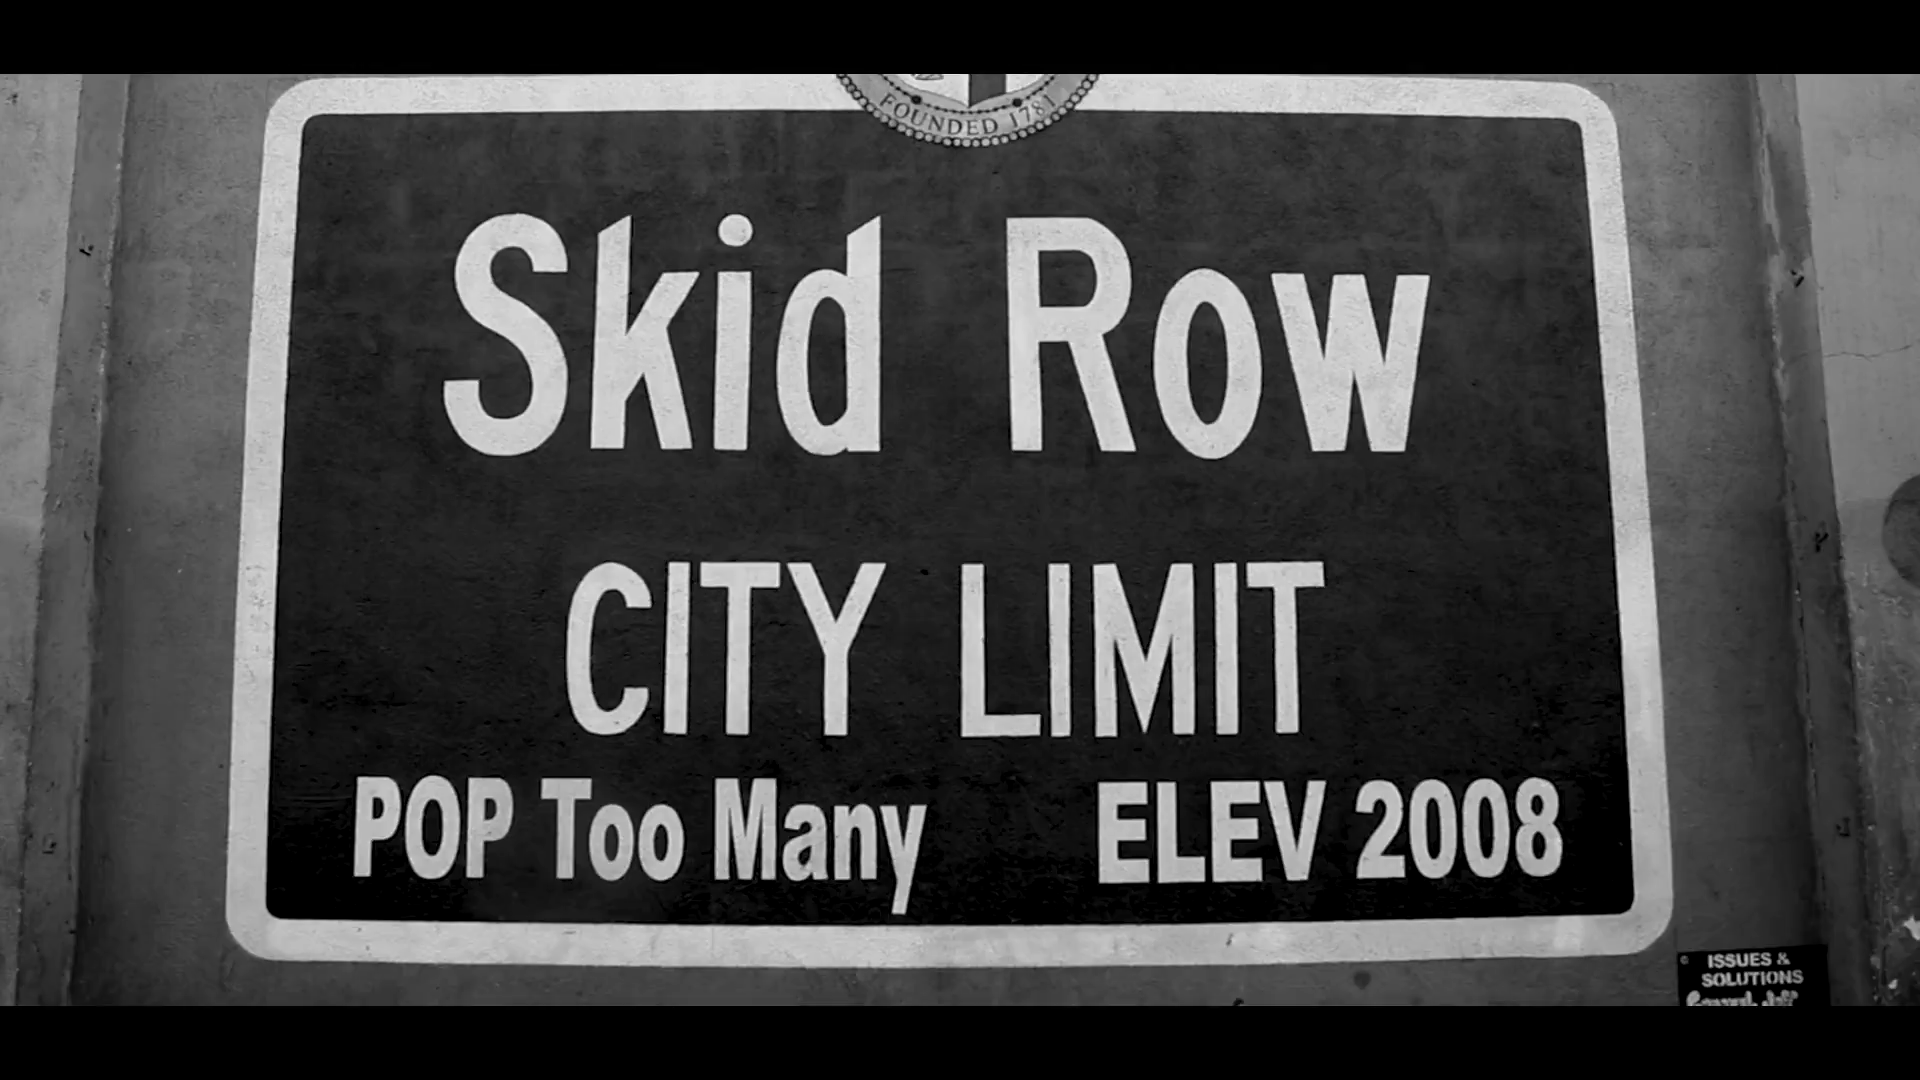 FOUNDED 1781
Skid Row
CITY LIMIT
POP Too Many ELEV 2008
ISSUES &
SOLUTIONS